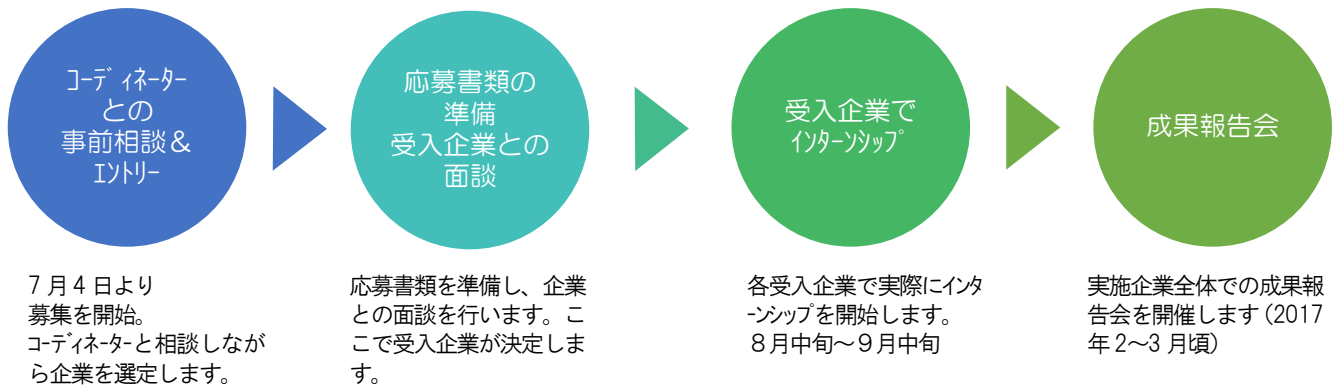 コーディネーター
との
事前相談＆
エントリー
応募書類の
準備
受入企業との
面談
受入企業で
インターンシップ
成果報告会
7月4日より
募集を開始。
コーディネーターと相談しなが
ら企業を選定します。
応募書類を準備し、企業
との面談を行います。こ
こで受入企業が決定しま
す。
各受入企業で実際にインタ
ーンシップを開始します。
８月中旬～９月中旬
実施企業全体での成果報
告会を開催します（2017
年2～3月頃）